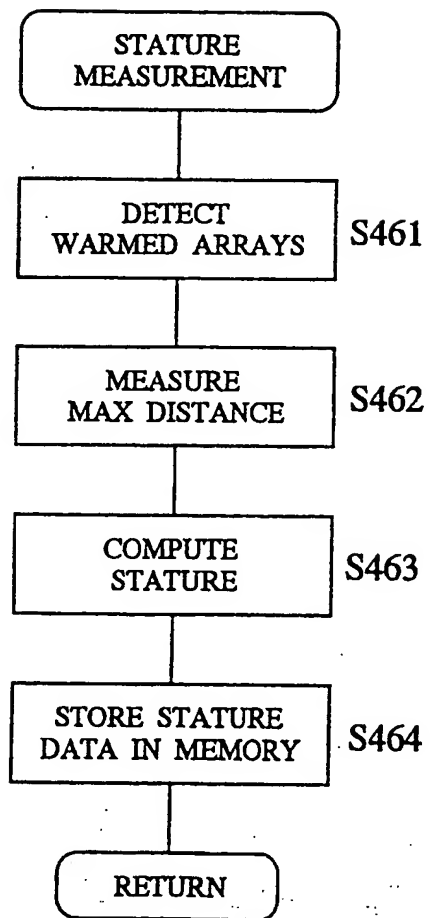 STATURE
MEASUREMENT
DETECT
WARMED ARRAYS
S461
MEASURE
MAX DISTANCE
S462
COMPUTE
STATURE
S463
STORE STATURE
DATA IN MEMORY
S464
RETURN